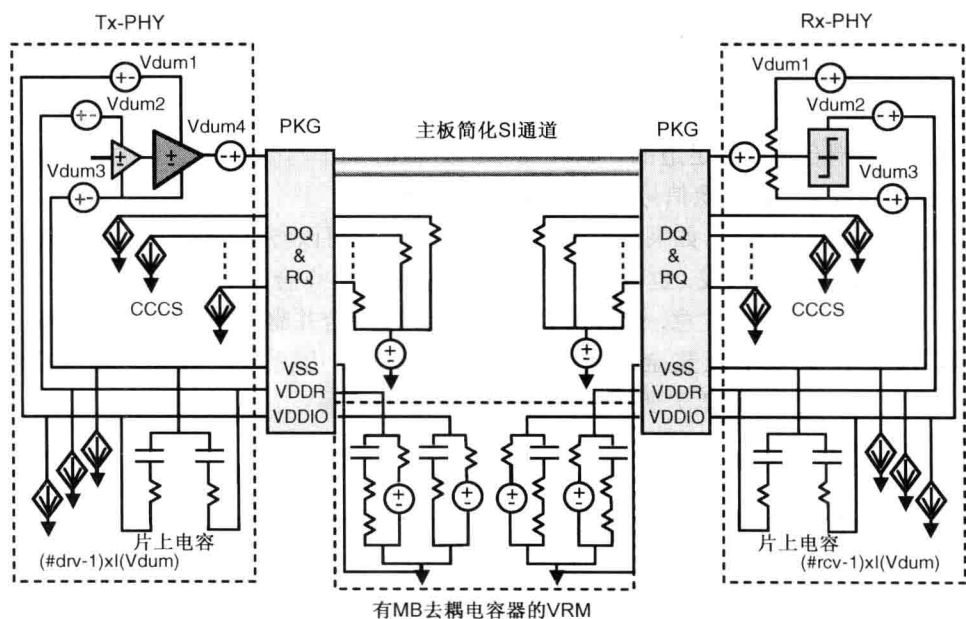 Tx-PHY
Rx-PHY
Vdum1
Vdum2
Vdum3
Vdum4
PKG
主板简化SI通道
PKG
Vdum1
Vdum2
Vdum3
DQ
&
RQ
CCCS
VSS
VDDR
VDDIO
DQ
&
RQ
CCCS
VSS
VDDR
VDDIO
片上电容
(#drv-1)xI(Vdum)
片上电容
(#rcv-1)xI(Vdum)
有MB去耦电容器的VRM